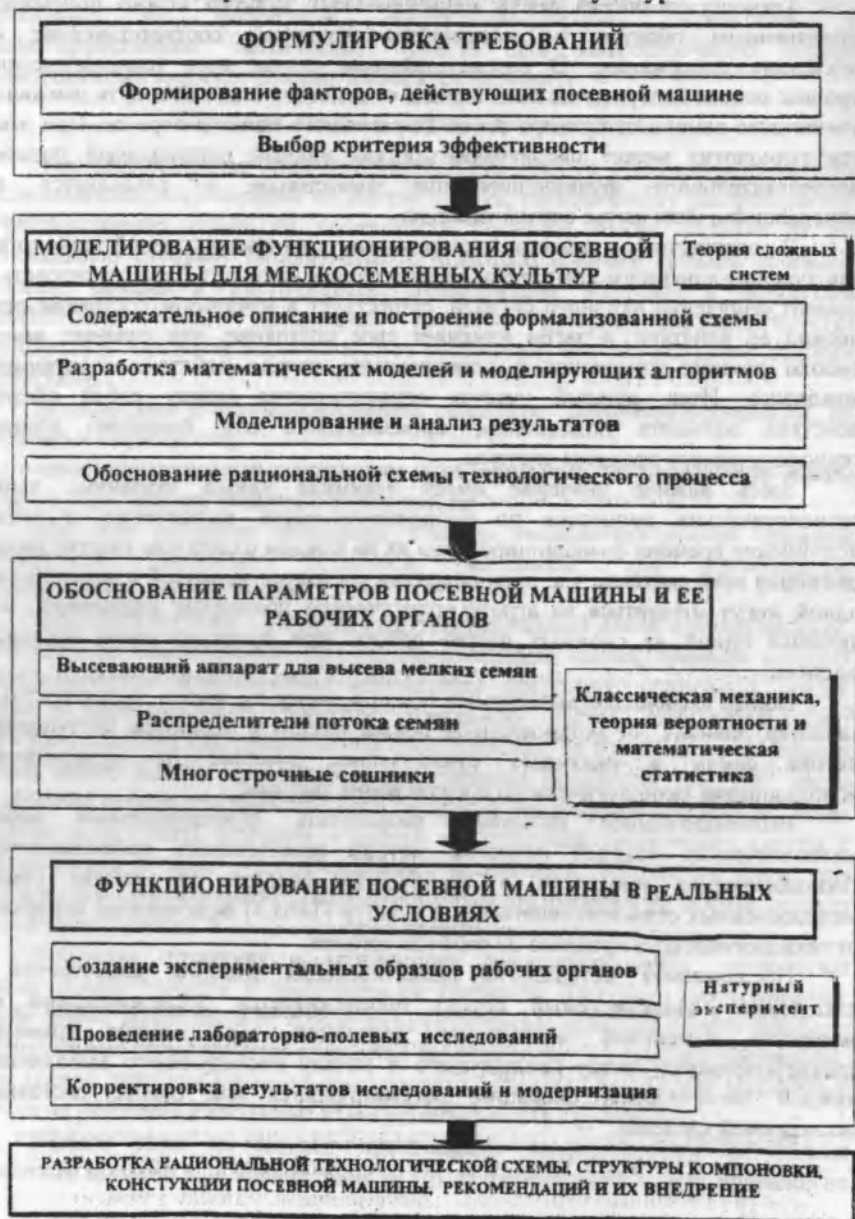 ФОРМУЛИРОВКА ТРЕБОВАНИЙ
Формирование факторов, действующих посевной машине
Выбор критерия эффективности
МОДЕЛИРОВАНИЕ ФУНКЦИОНИРОВАНИЯ ПОСЕВНОЙ
МАШИНЫ ДЛЯ МЕЛКОСЕМЕННЫХ КУЛЬТУР
Теория сложных
систем
Содержательное описание и построение формализованной схемы
Разработка математических моделей и моделирующих алгоритмов
Моделирование и анализ результатов
Обоснование рациональной схемы технологического процесса
ОБОСНОВАНИЕ ПАРАМЕТРОВ ПОСЕВНОЙ МАШИНЫ И ЕЕ
РАБОЧИХ ОРГАНОВ
Высевающий аппарат для высева мелких семян
Распределители потока семян
Многострочные сошники
Классическая механика,
теория вероятности и
математическая
статистика
ФУНКЦИОНИРОВАНИЕ ПОСЕВНОЙ МАШИНЫ В РЕАЛЬНЫХ
УСЛОВИЯХ
Создание экспериментальных образцов рабочих органов
Проведение лабораторно-полевых исследований
Корректировка результатов исследований и модернизация
Натурный
эксперимент
РАЗРАБОТКА РАЦИОНАЛЬНОЙ ТЕХНОЛОГИЧЕСКОЙ СХЕМЫ, СТРУКТУРЫ КОМПОНОВКИ,
КОНСТУКЦИИ ПОСЕВНОЙ МАШИНЫ, РЕКОМЕНДАЦИЙ И ИХ ВНЕДРЕНИЕ